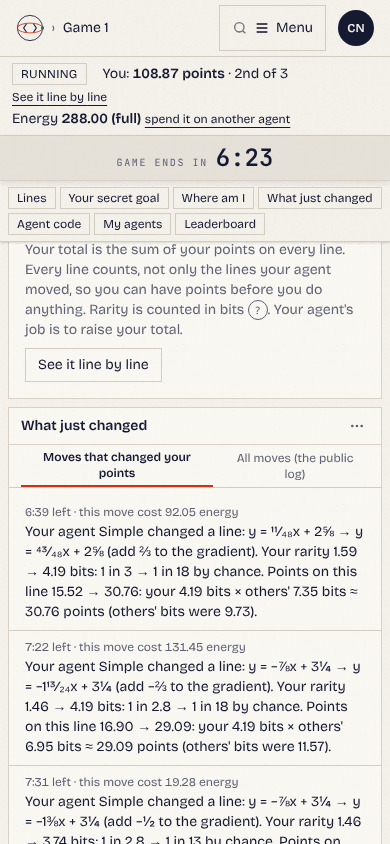 › Game 1
Menu
CN
RUNNING You: 108.87 points · 2nd of 3
See it line by line
Energy 288.00 (full) spend it on another agent
GAME ENDS IN 6:23
Lines Your secret goal Where am I What just changed
Agent code My agents Leaderboard
Your total is the sum of your points on every line.
Every line counts, not only the lines your agent
moved, so you can have points before you do
anything. Rarity is counted in bits ?. Your agent's
job is to raise your total.
See it line by line
What just changed
Moves that changed your
points
All moves (the public
log)
6:39 left · this move cost 92.05 energy
Your agent Simple changed a line: y = ¹¹⁄₄₈x + 2⅝ → y
= ⁴³⁄₄₈x + 2⅝ (add ⅔ to the gradient). Your rarity 1.59
→ 4.19 bits: 1 in 3 → 1 in 18 by chance. Points on this
line 15.52 → 30.76: your 4.19 bits × others' 7.35 bits ≈
30.76 points (others' bits were 9.73).
7:22 left · this move cost 131.45 energy
Your agent Simple changed a line: y = −⅞x + 3¼ → y
= −1¹³⁄₂₄x + 3¼ (add −⅔ to the gradient). Your rarity
1.46 → 4.19 bits: 1 in 2.8 → 1 in 18 by chance. Points
on this line 16.90 → 29.09: your 4.19 bits × others'
6.95 bits ≈ 29.09 points (others' bits were 11.57).
7:31 left · this move cost 19.28 energy
Your agent Simple changed a line: y = −⅞x + 3¼ → y
= −1⅜x + 3¼ (add −½ to the gradient). Your rarity 1.46
→ 3.74 bits: 1 in 2.8 → 1 in 13 by chance. Points on